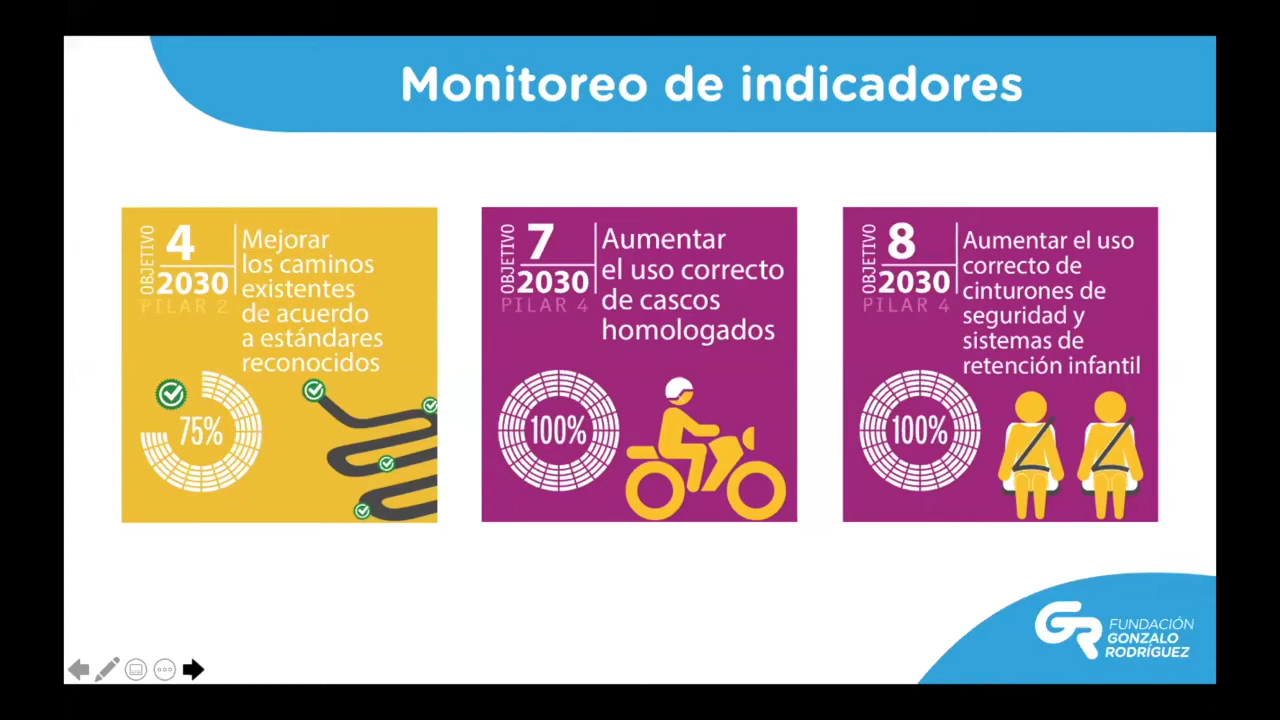 Monitoreo de indicadores
OBJETIVO
4
2030
PILAR 2
Mejorar
los caminos
existentes
de acuerdo
a estándares
reconocidos
75%
OBJETIVO
7
2030
PILAR 4
Aumentar
el uso correcto
de cascos
homologados
100%
OBJETIVO
8
2030
PILAR 4
Aumentar el uso
correcto de
cinturones de
seguridad y
sistemas de
retención infantil
100%
GR
FUNDACIÓN
GONZALO
RODRÍGUEZ